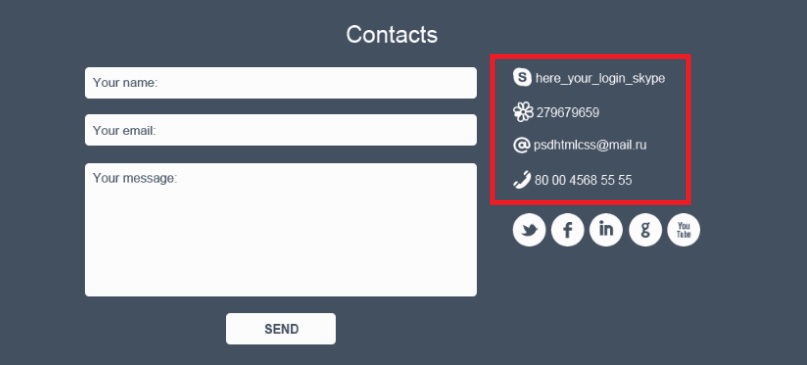 Contacts
Your name:
Your email:
Your message:
SEND
here_your_login_skype
279679659
psdhtmlcss@mail.ru
80 00 4568 55 55
You
Tube